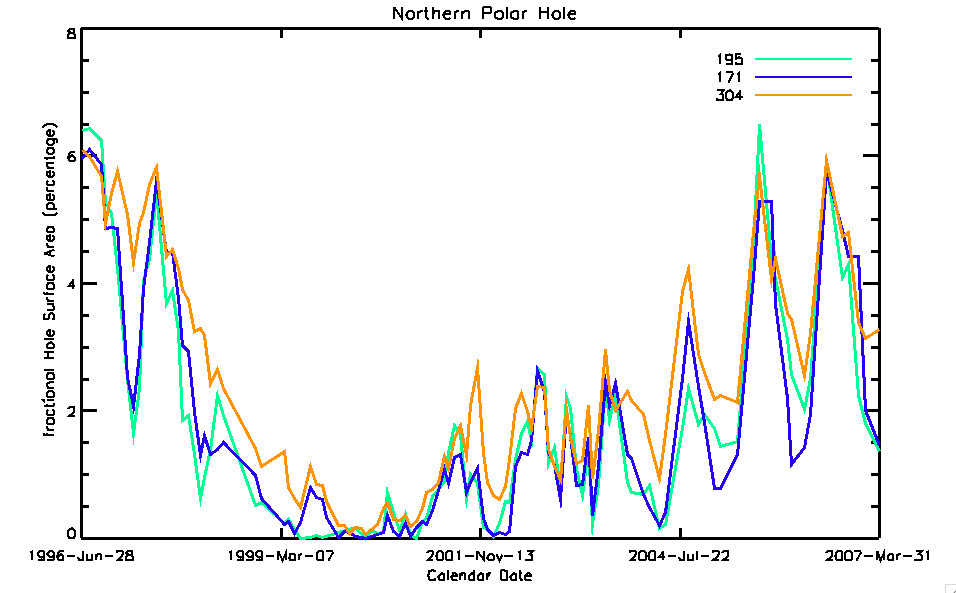 Northern Polar Hole
8
195
171
304
6
fractional Hole Surface Area (percentage)
4
2
0
1996-Jun-28 1999-Mar-07 2001-Nov-13 2004-Jul-22 2007-Mar-31
Calendar Date